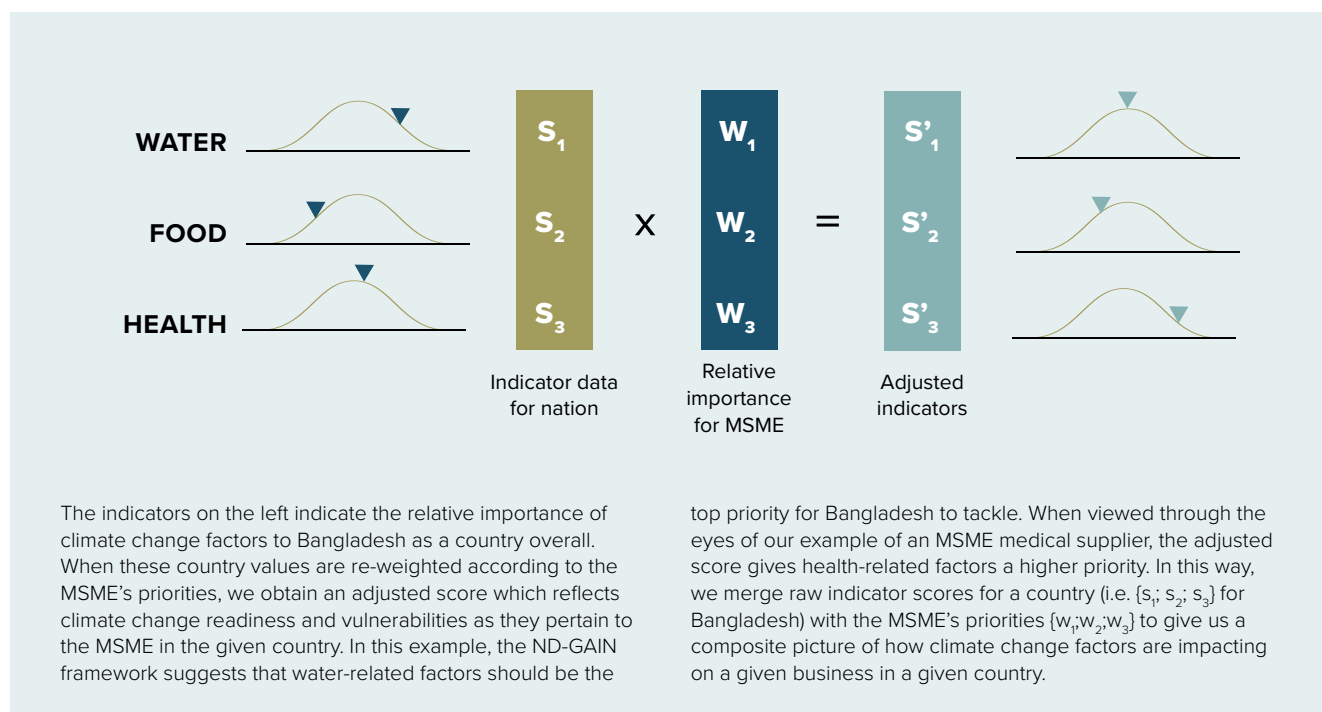 WATER
FOOD
HEALTH
S₁
S₂
S₃
x
W₁
W₂
W₃
=
S’₁
S’₂
S’₃
Indicator data
for nation
Relative
importance
for MSME
Adjusted
indicators
The indicators on the left indicate the relative importance of
climate change factors to Bangladesh as a country overall.
When these country values are re-weighted according to the
MSME’s priorities, we obtain an adjusted score which reflects
climate change readiness and vulnerabilities as they pertain to
the MSME in the given country. In this example, the ND-GAIN
framework suggests that water-related factors should be the
top priority for Bangladesh to tackle. When viewed through the
eyes of our example of an MSME medical supplier, the adjusted
score gives health-related factors a higher priority. In this way,
we merge raw indicator scores for a country (i.e. {s₁; s₂; s₃} for
Bangladesh) with the MSME’s priorities {w₁;w₂;w₃} to give us a
composite picture of how climate change factors are impacting
on a given business in a given country.